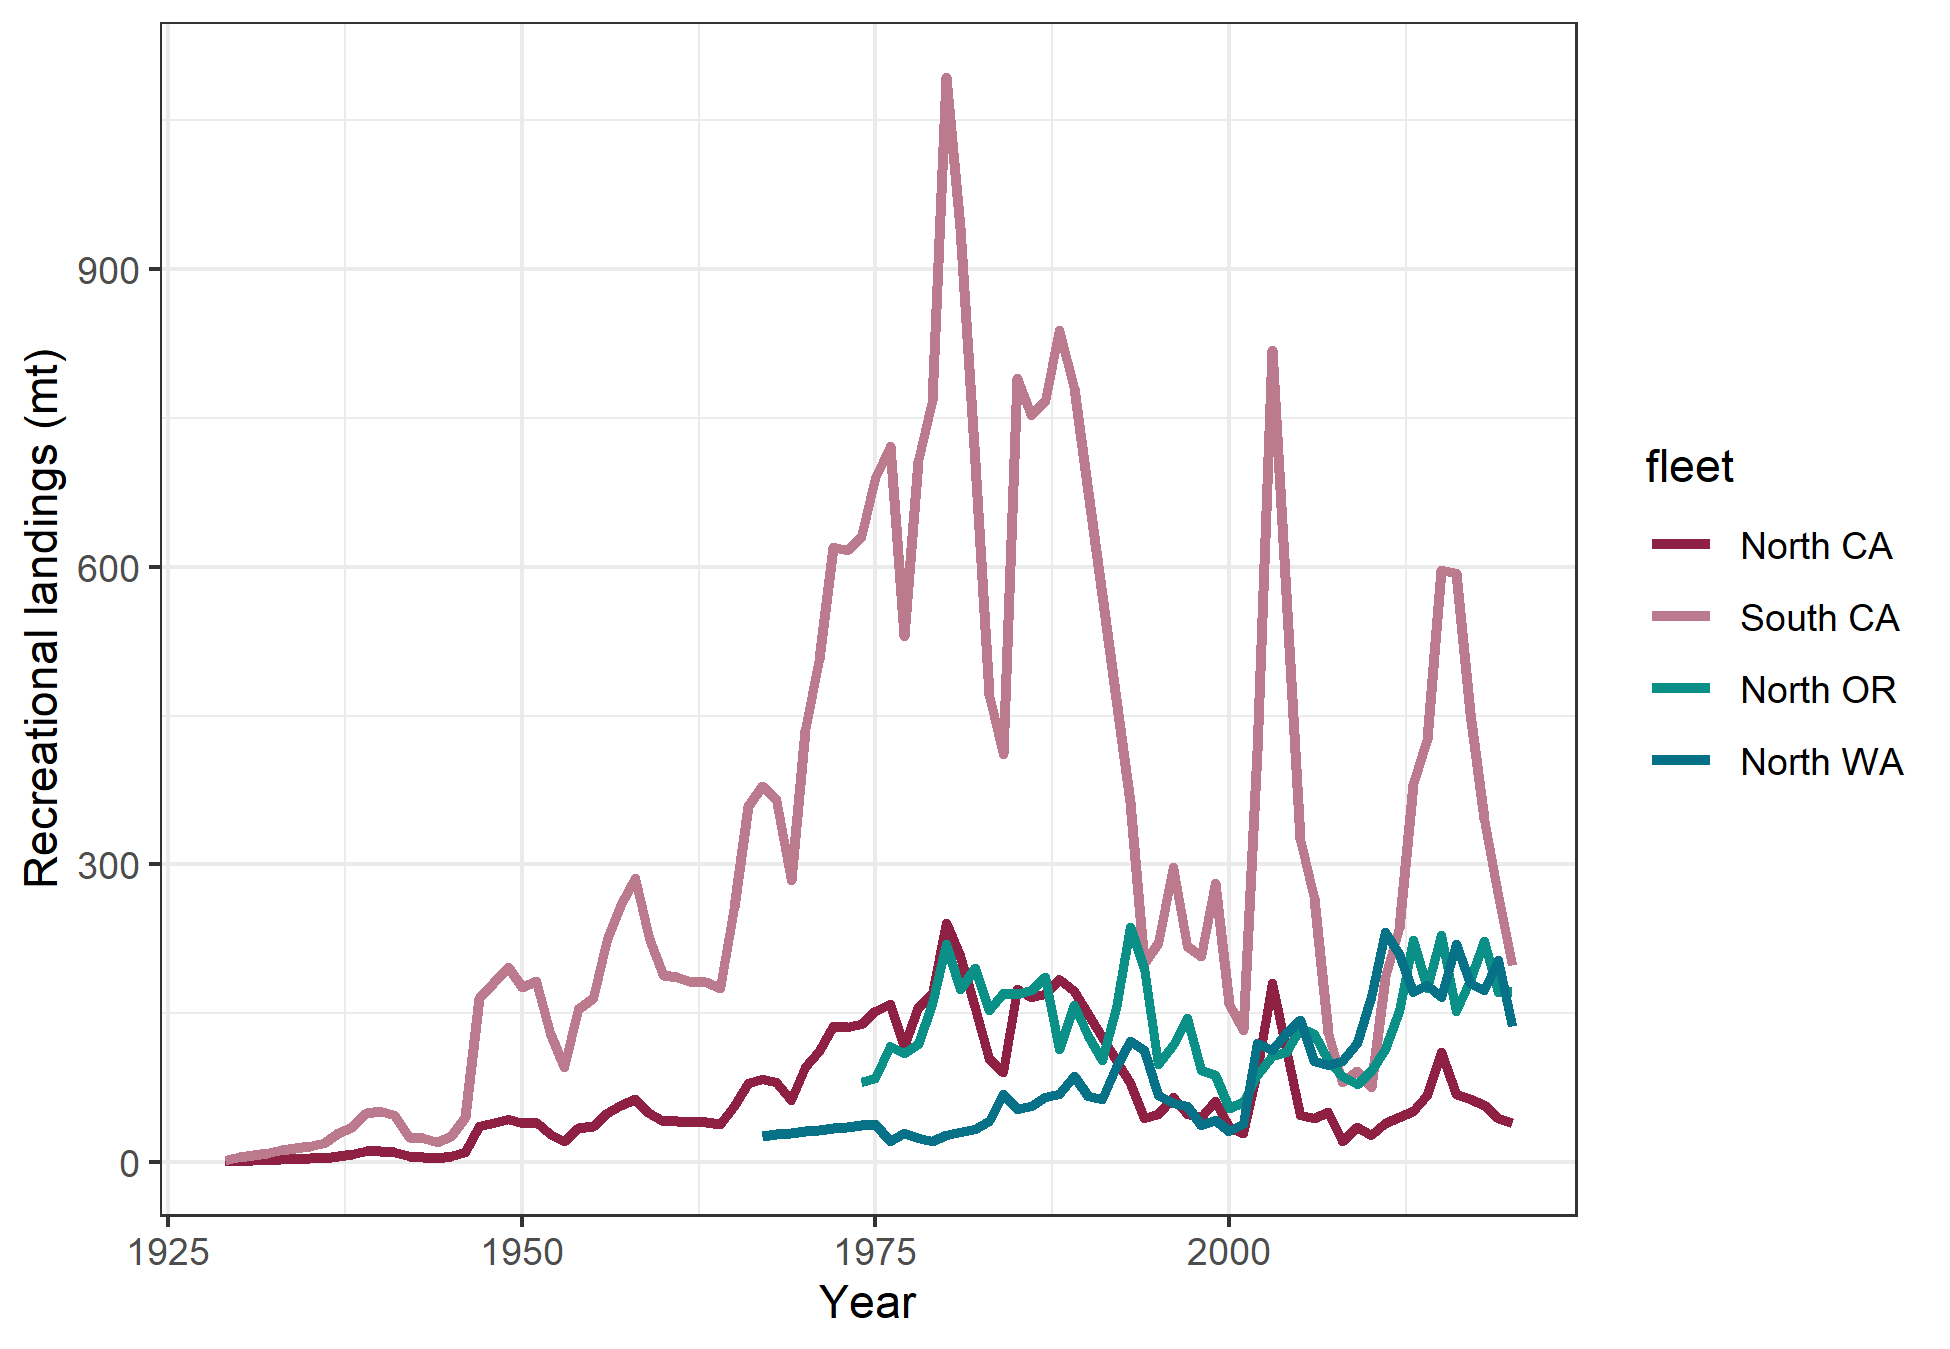 Recreational landings (mt)
900
600
300
0
1925
1950
1975
2000
Year
fleet
North CA
South CA
North OR
North WA